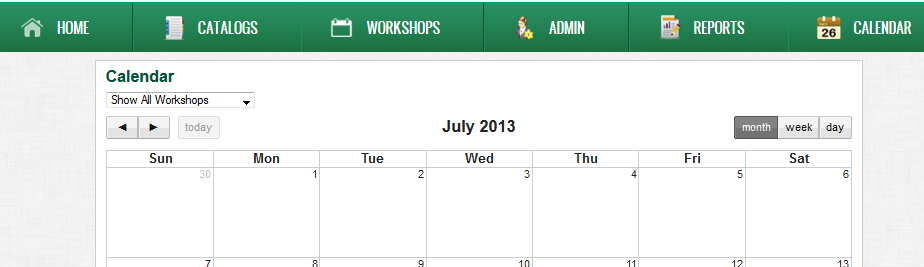 HOME CATALOGS WORKSHOPS ADMIN REPORTS 26 CALENDAR
Calendar
Show All Workshops
today July 2013 month week day
Sun Mon Tue Wed Thu Fri Sat
30 1 2 3 4 5 6
7 8 9 10 11 12 13